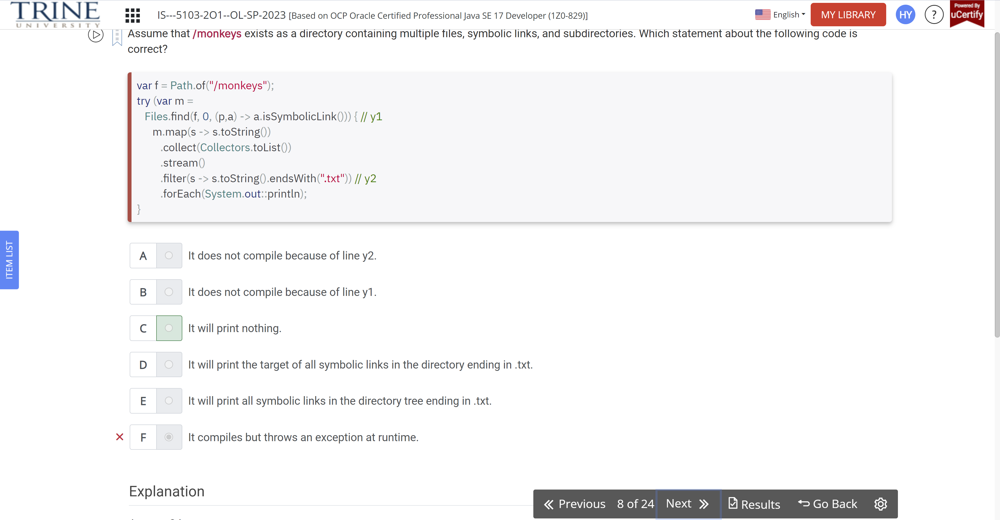 TRINE
UNIVERSITY
IS---5103-2O1--OL-SP-2023 [Based on OCP Oracle Certified Professional Java SE 17 Developer (1Z0-829)]
English
MY LIBRARY
HY
?
Powered By
uCertify
Assume that /monkeys exists as a directory containing multiple files, symbolic links, and subdirectories. Which statement about the following code is
correct?
var f = Path.of("/monkeys");
try (var m =
Files.find(f, 0, (p,a) -> a.isSymbolicLink())) { // y1
m.map(s -> s.toString())
.collect(Collectors.toList())
.stream()
.filter(s -> s.toString().endsWith(".txt")) // y2
.forEach(System.out::println);
}
ITEM LIST
A It does not compile because of line y2.
B It does not compile because of line y1.
C It will print nothing.
D It will print the target of all symbolic links in the directory ending in .txt.
E It will print all symbolic links in the directory tree ending in .txt.
F It compiles but throws an exception at runtime.
Explanation
Previous 8 of 24 Next Results Go Back